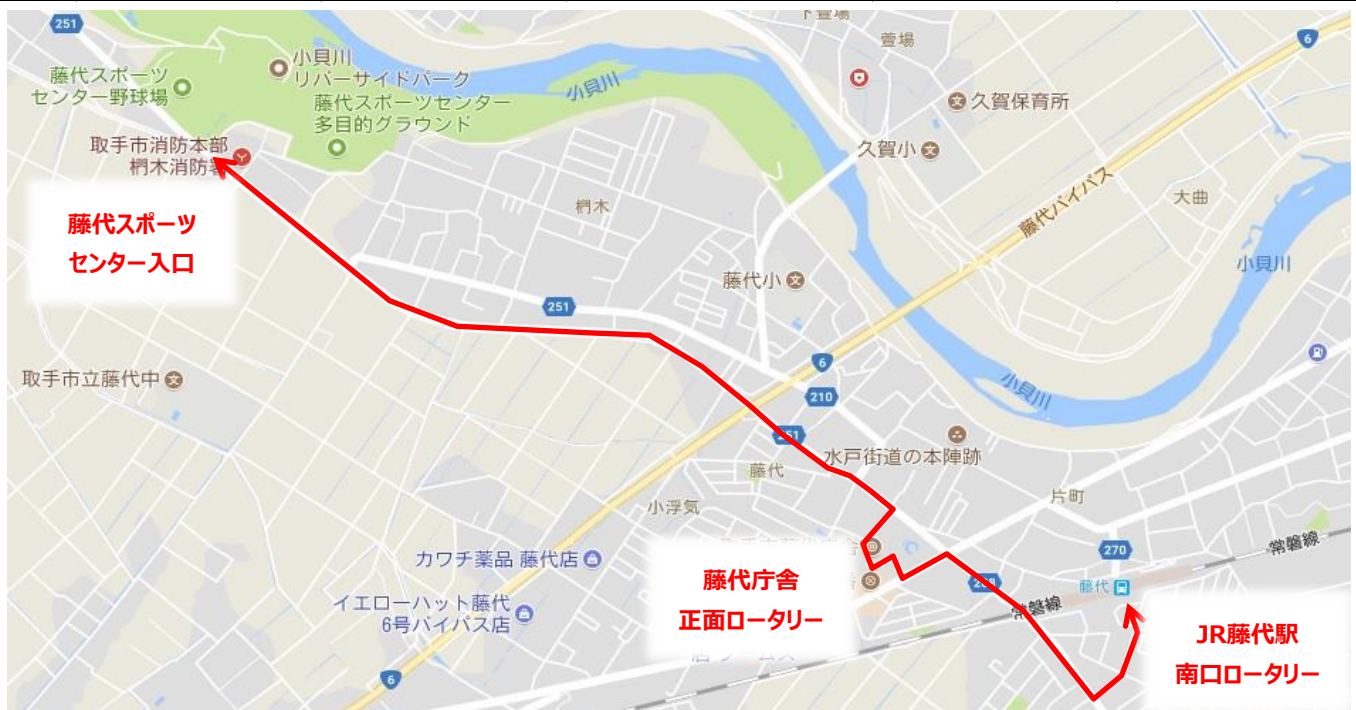 251
下萱場
6
小貝川
リバーサイドパーク
萱場
藤代スポーツ
センター野球場
藤代スポーツセンター
多目的グラウンド
小貝川
久賀保育所
取手市消防本部
椚木消防署
久賀小
藤代バイパス
大曲
椚木
藤代スポーツ
センター入口
小貝川
藤代小
251
6
取手市立藤代中
小貝川
210
251
水戸街道の本陣跡
藤代
片町
小浮気
270
常磐線
カワチ薬品 藤代店
藤代庁舎
正面ロータリー
藤代
常磐線
イエローハット藤代
6号バイパス店
JR藤代駅
南口ロータリー
6